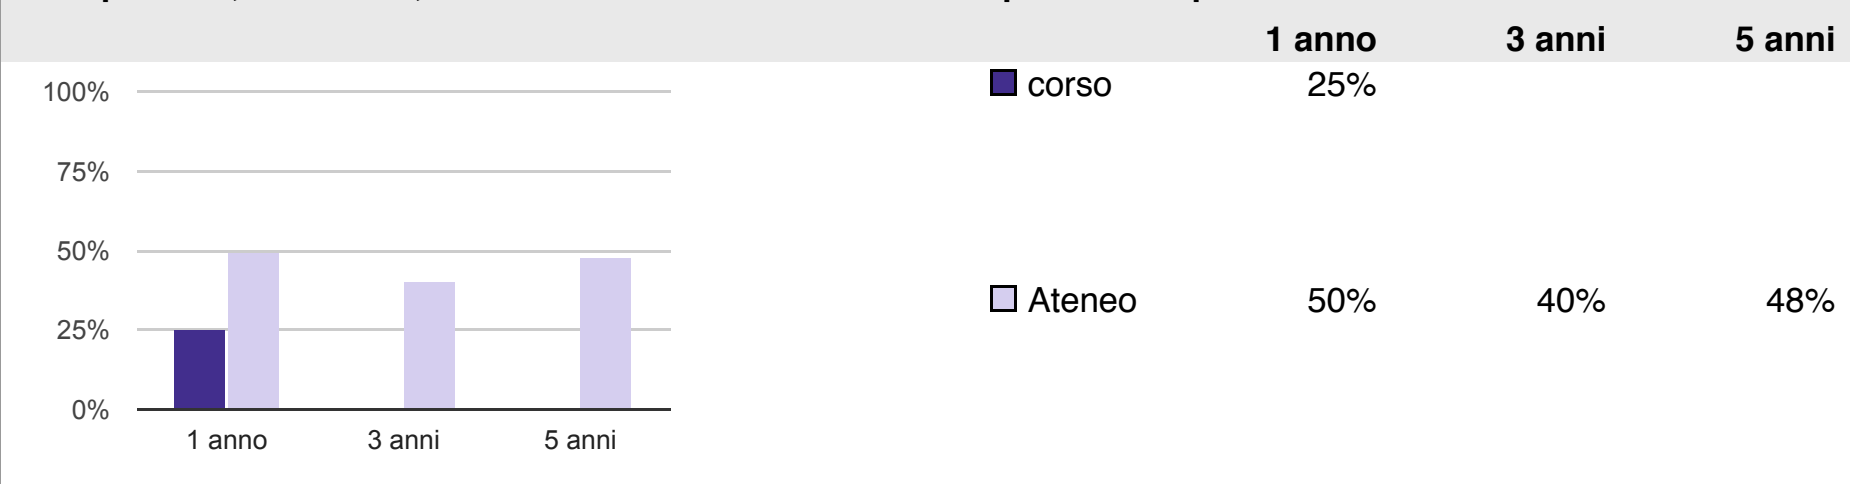 1 anno 3 anni 5 anni
100%
75%
50%
25%
0%
1 anno 3 anni 5 anni
corso 25%
Ateneo 50% 40% 48%